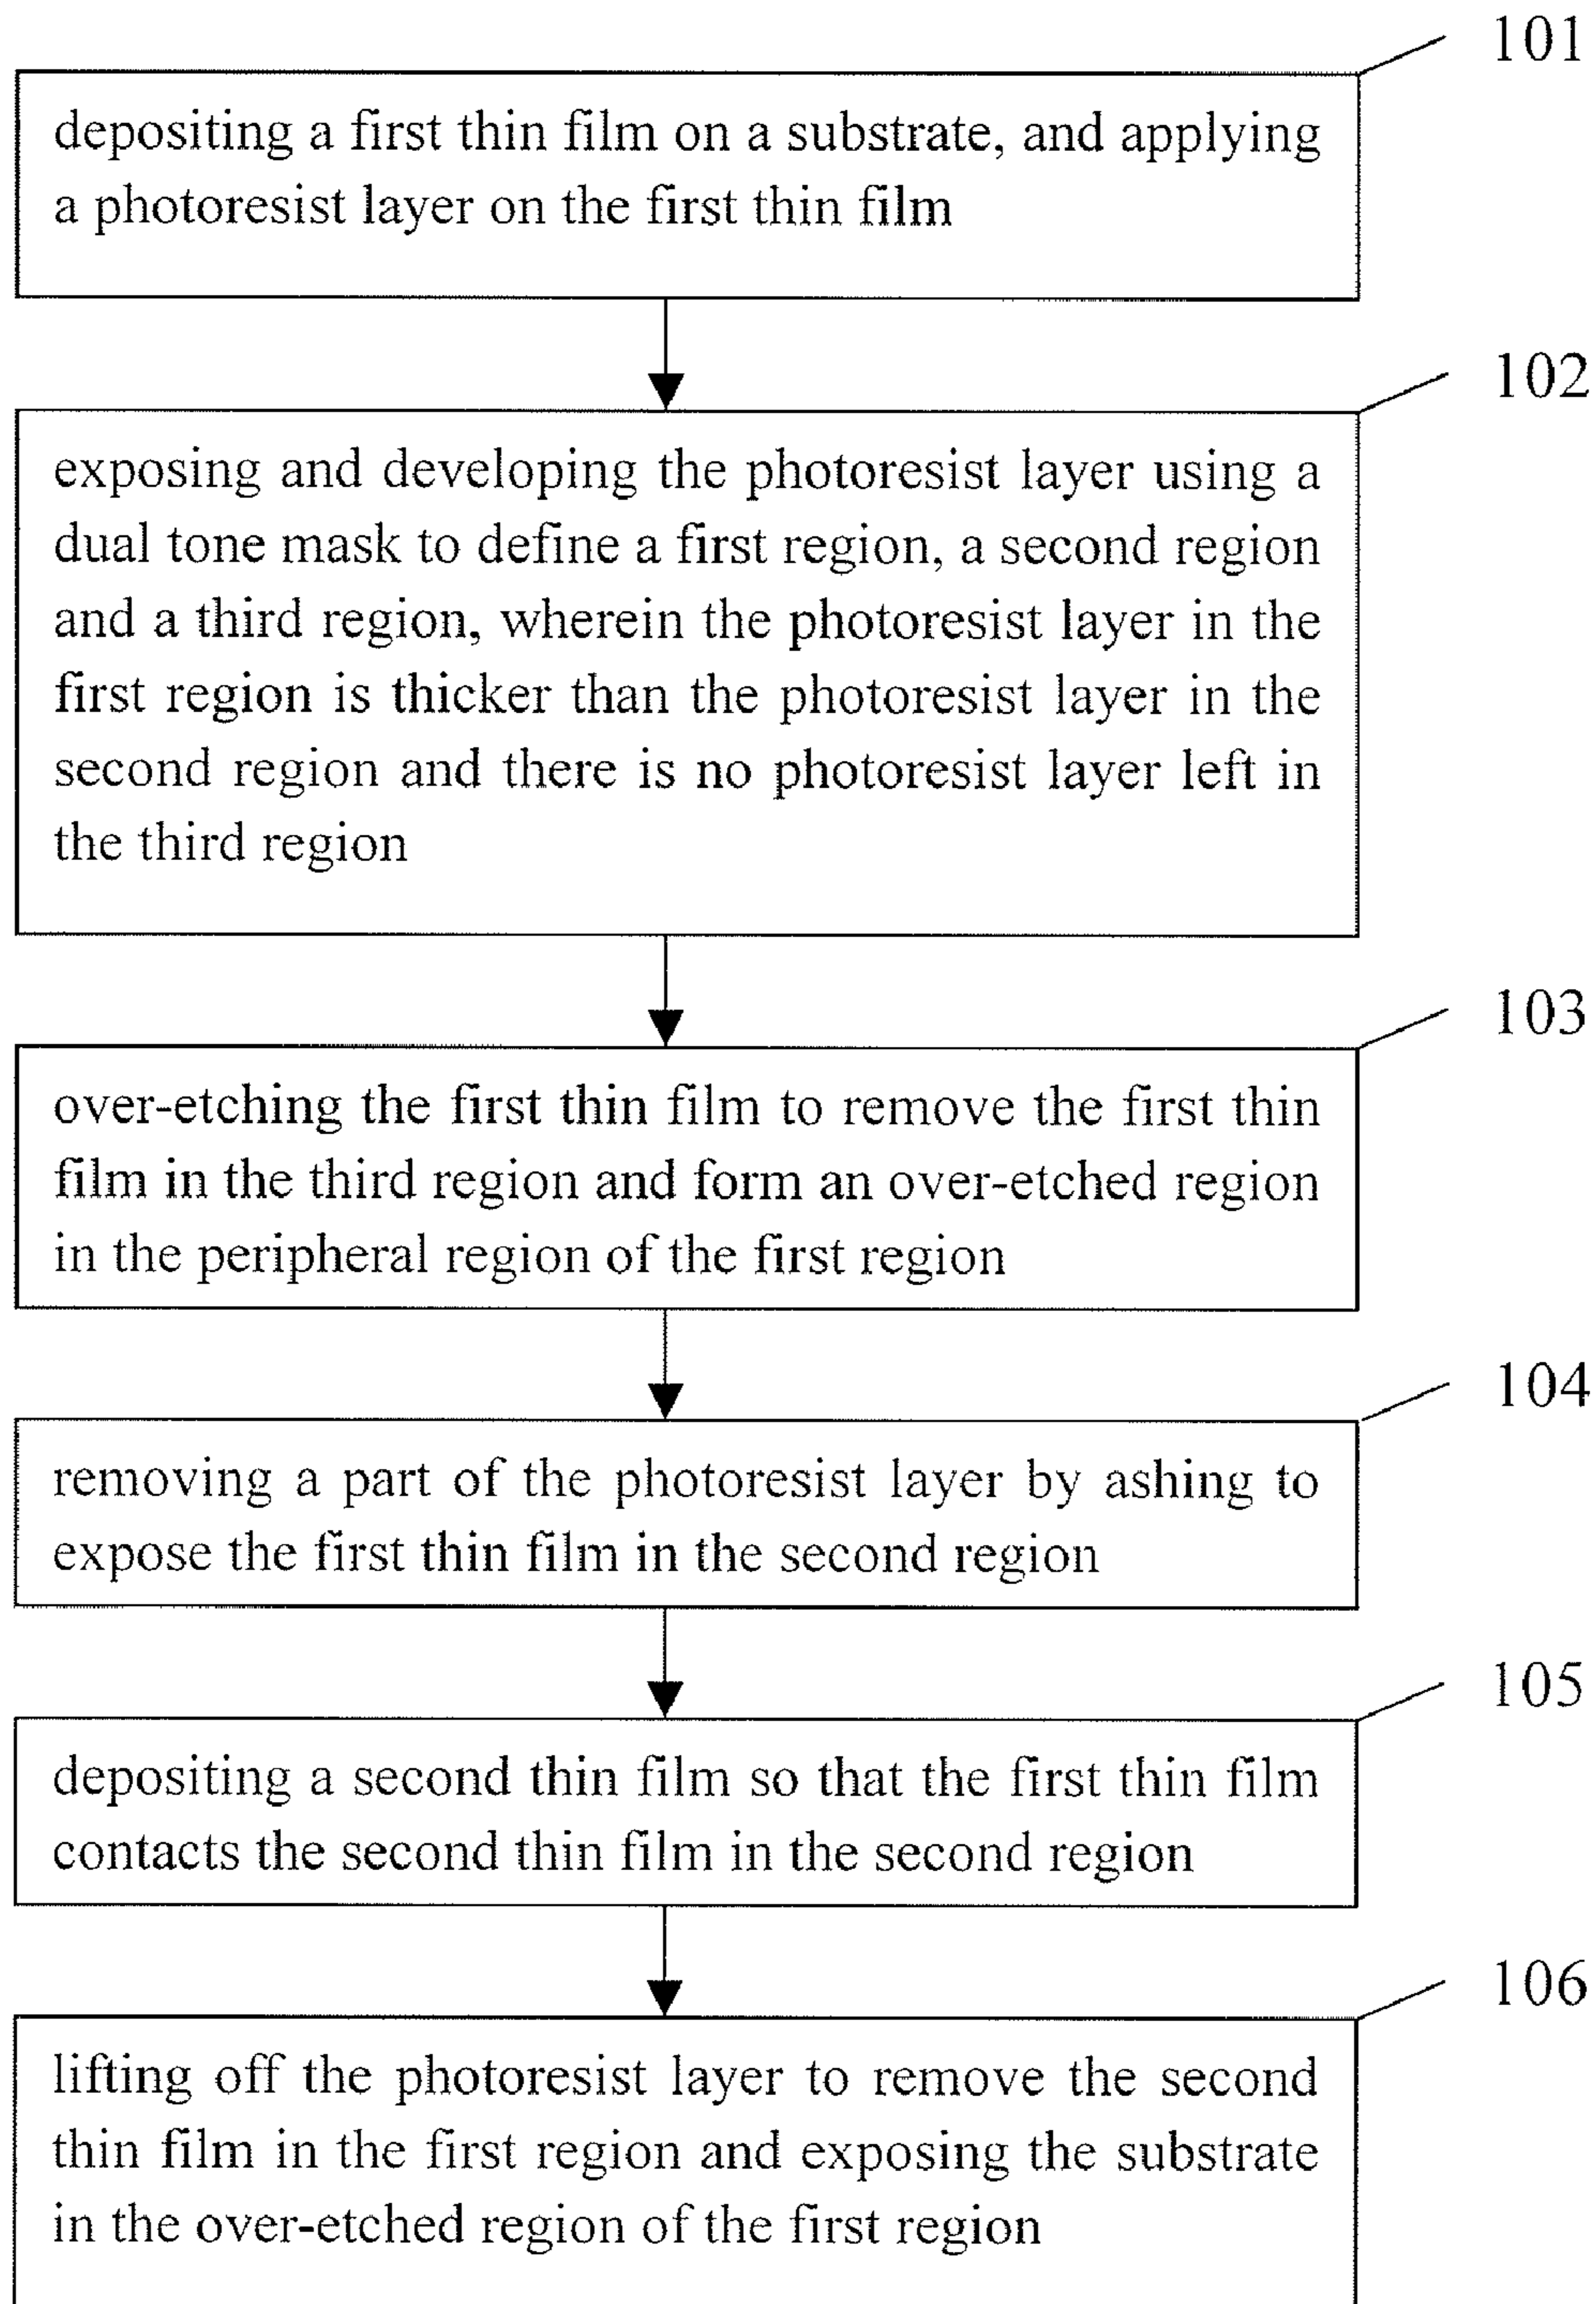 101
depositing a first thin film on a substrate, and applying
a photoresist layer on the first thin film
102
exposing and developing the photoresist layer using a
dual tone mask to define a first region, a second region
and a third region, wherein the photoresist layer in the
first region is thicker than the photoresist layer in the
second region and there is no photoresist layer left in
the third region
103
over-etching the first thin film to remove the first thin
film in the third region and form an over-etched region
in the peripheral region of the first region
104
removing a part of the photoresist layer by ashing to
expose the first thin film in the second region
105
depositing a second thin film so that the first thin film
contacts the second thin film in the second region
106
lifting off the photoresist layer to remove the second
thin film in the first region and exposing the substrate
in the over-etched region of the first region